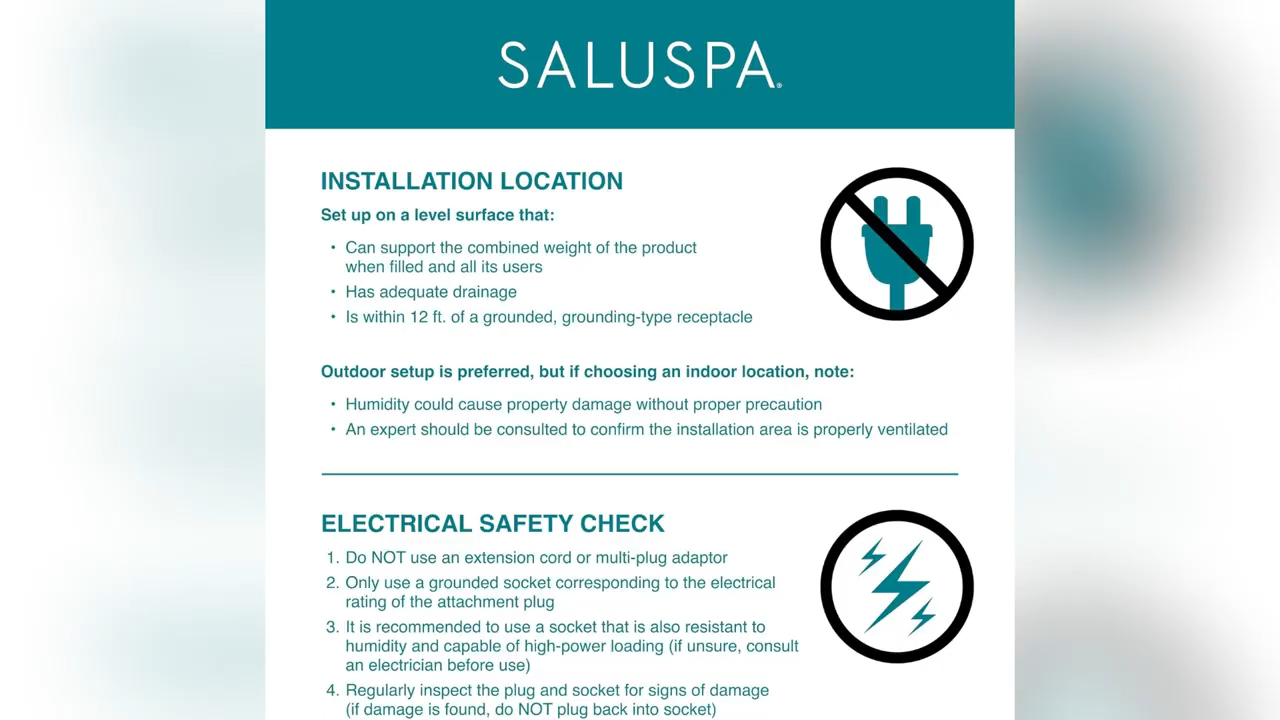 SALUSPA®
INSTALLATION LOCATION
Set up on a level surface that:
• Can support the combined weight of the product
when filled and all its users
• Has adequate drainage
• Is within 12 ft. of a grounded, grounding-type receptacle
Outdoor setup is preferred, but if choosing an indoor location, note:
• Humidity could cause property damage without proper precaution
• An expert should be consulted to confirm the installation area is properly ventilated
ELECTRICAL SAFETY CHECK
1. Do NOT use an extension cord or multi-plug adaptor
2. Only use a grounded socket corresponding to the electrical
rating of the attachment plug
3. It is recommended to use a socket that is also resistant to
humidity and capable of high-power loading (if unsure, consult
an electrician before use)
4. Regularly inspect the plug and socket for signs of damage
(if damage is found, do NOT plug back into socket)